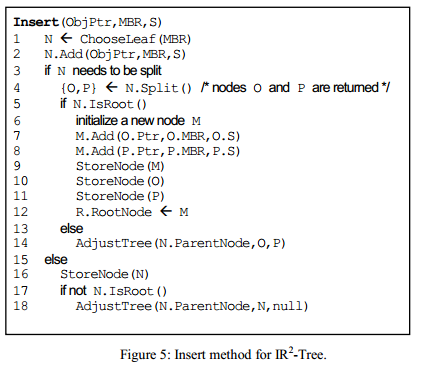 Insert(ObjPtr,MBR,S)
1 N ← ChooseLeaf(MBR)
2 N.Add(ObjPtr,MBR,S)
3 if N needs to be split
4 {O,P} ← N.Split() /* nodes O and P are returned */
5 if N.IsRoot()
6 initialize a new node M
7 M.Add(O.Ptr,O.MBR,O.S)
8 M.Add(P.Ptr,P.MBR,P.S)
9 StoreNode(M)
10 StoreNode(O)
11 StoreNode(P)
12 R.RootNode ← M
13 else
14 AdjustTree(N.ParentNode,O,P)
15 else
16 StoreNode(N)
17 if not N.IsRoot()
18 AdjustTree(N.ParentNode,N,null)
Figure 5: Insert method for IR²-Tree.